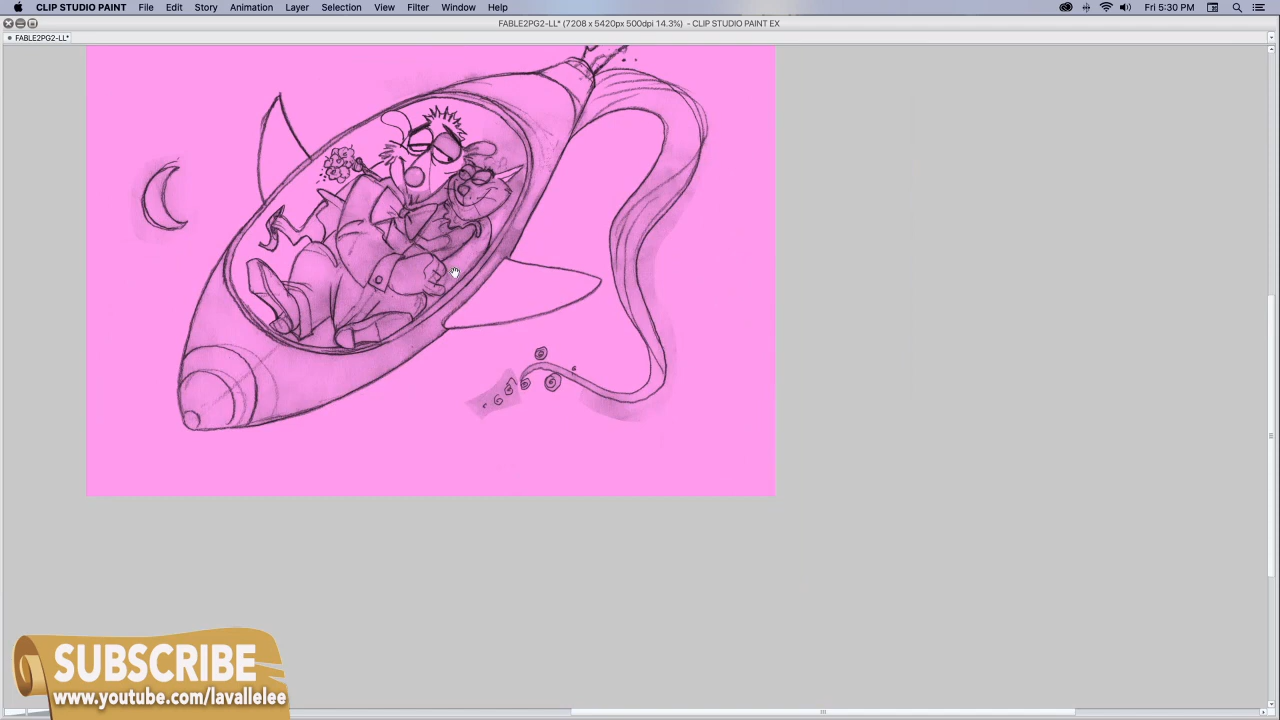 CLIP STUDIO PAINT File Edit Story Animation Layer Selection View Filter Window Help Fri 5:30 PM
FABLE2PG2-LL* (7208 x 5420px 500dpi 14.3%) - CLIP STUDIO PAINT EX
FABLE2PG2-LL*
SUBSCRIBE
www.youtube.com/lavallelee